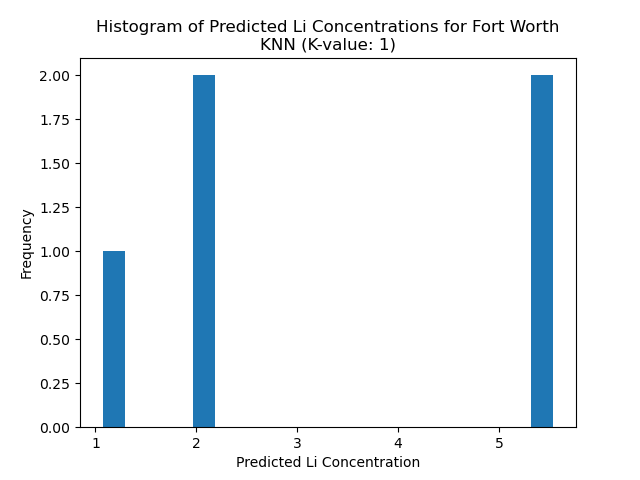 Histogram of Predicted Li Concentrations for Fort Worth
KNN (K-value: 1)
2.00
1.75
1.50
1.25
1.00
0.75
0.50
0.25
0.00
Frequency
1 2 3 4 5
Predicted Li Concentration